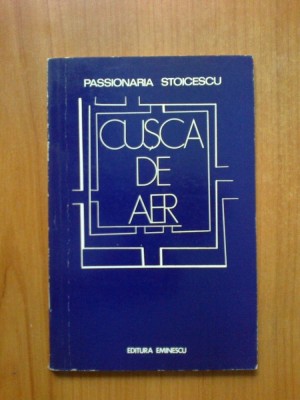 PASSIONARIA STOICESCU
CUȘCA
DE
AER
EDITURA EMINESCU